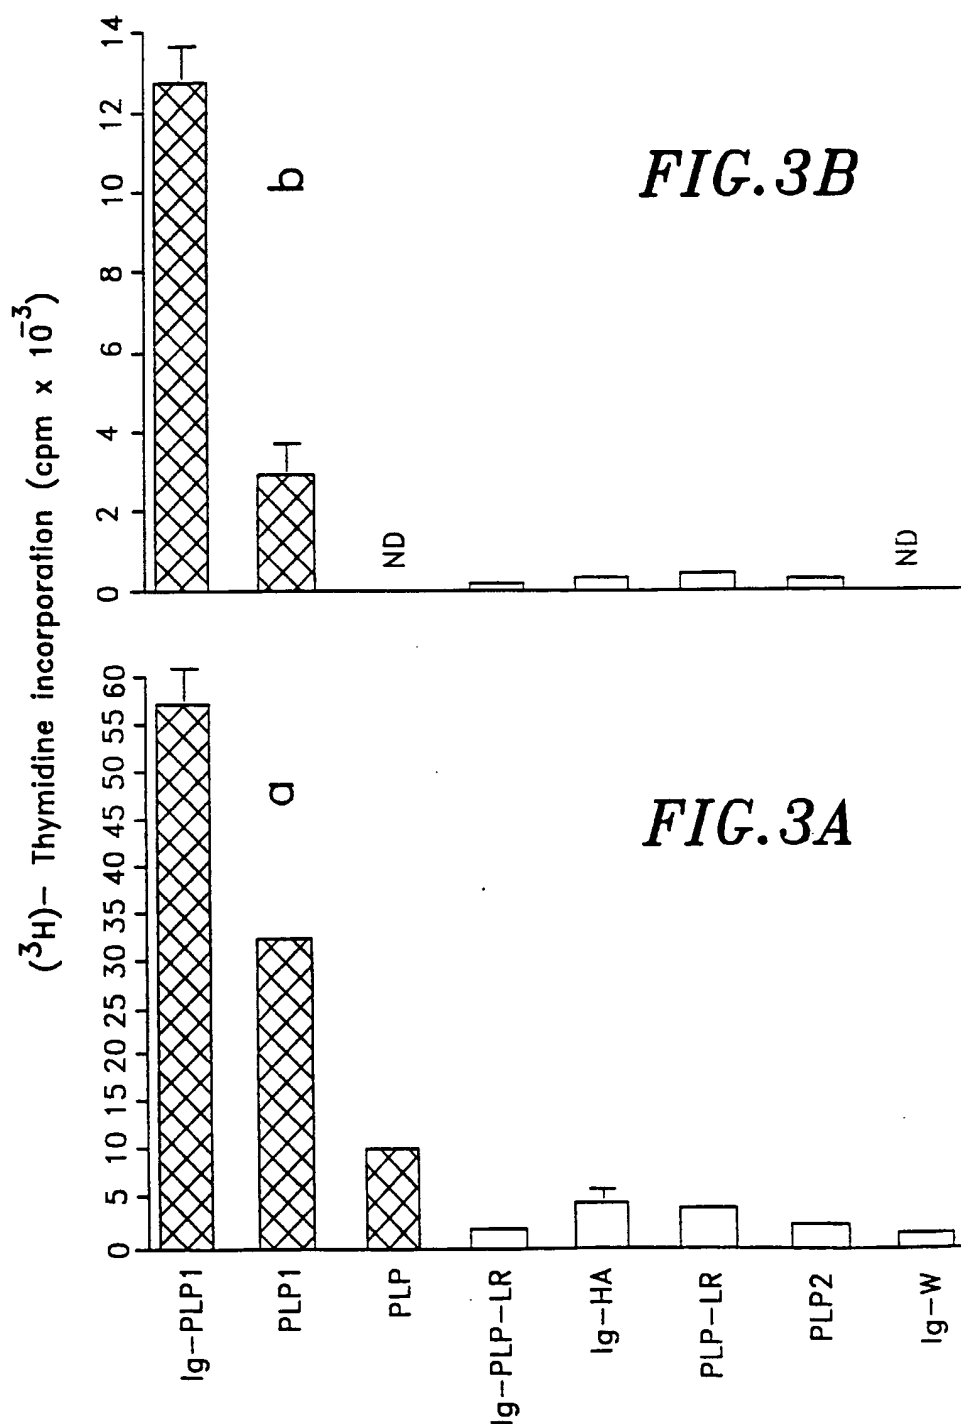 (³H)– Thymidine incorporation (cpm x 10⁻³)
0 2 4 6 8 10 12 14
b
ND
ND
FIG.3B
0 5 10 15 20 25 30 35 40 45 50 55 60
a
FIG.3A
Ig–PLP1
PLP1
PLP
Ig–PLP–LR
Ig–HA
PLP–LR
PLP2
Ig–W